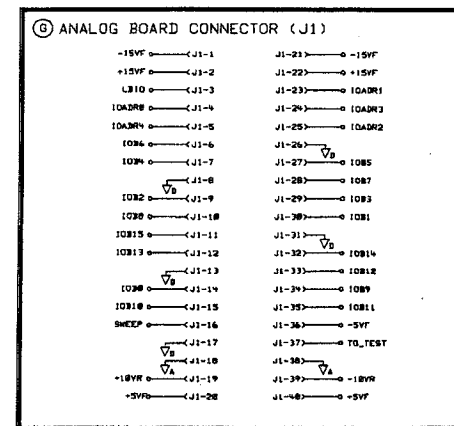 G ANALOG BOARD CONNECTOR (J1)
-15VF J1-1 J1-21 -15VF
+15VF J1-2 J1-22 +15VF
LBIO J1-3 J1-23 IOADR1
IOADR0 J1-4 J1-24 IOADR3
IOADR4 J1-5 J1-25 IOADR2
IOB6 J1-6 J1-26 D
IOB4 J1-7 J1-27 IOB5
D J1-8 J1-28 IOB7
IOB2 J1-9 J1-29 IOB3
IOB0 J1-10 J1-30 IOB1
IOB15 J1-11 J1-31 D
IOB13 J1-12 J1-32 IOB14
D J1-13 J1-33 IOB12
IOB8 J1-14 J1-34 IOB9
IOB10 J1-15 J1-35 IOB11
SWEEP J1-16 J1-36 -5VF
D J1-17 J1-37 TO_TEST
A J1-18 J1-38 A
+10VR J1-19 J1-39 -10VR
+5VF J1-20 J1-40 +5VF